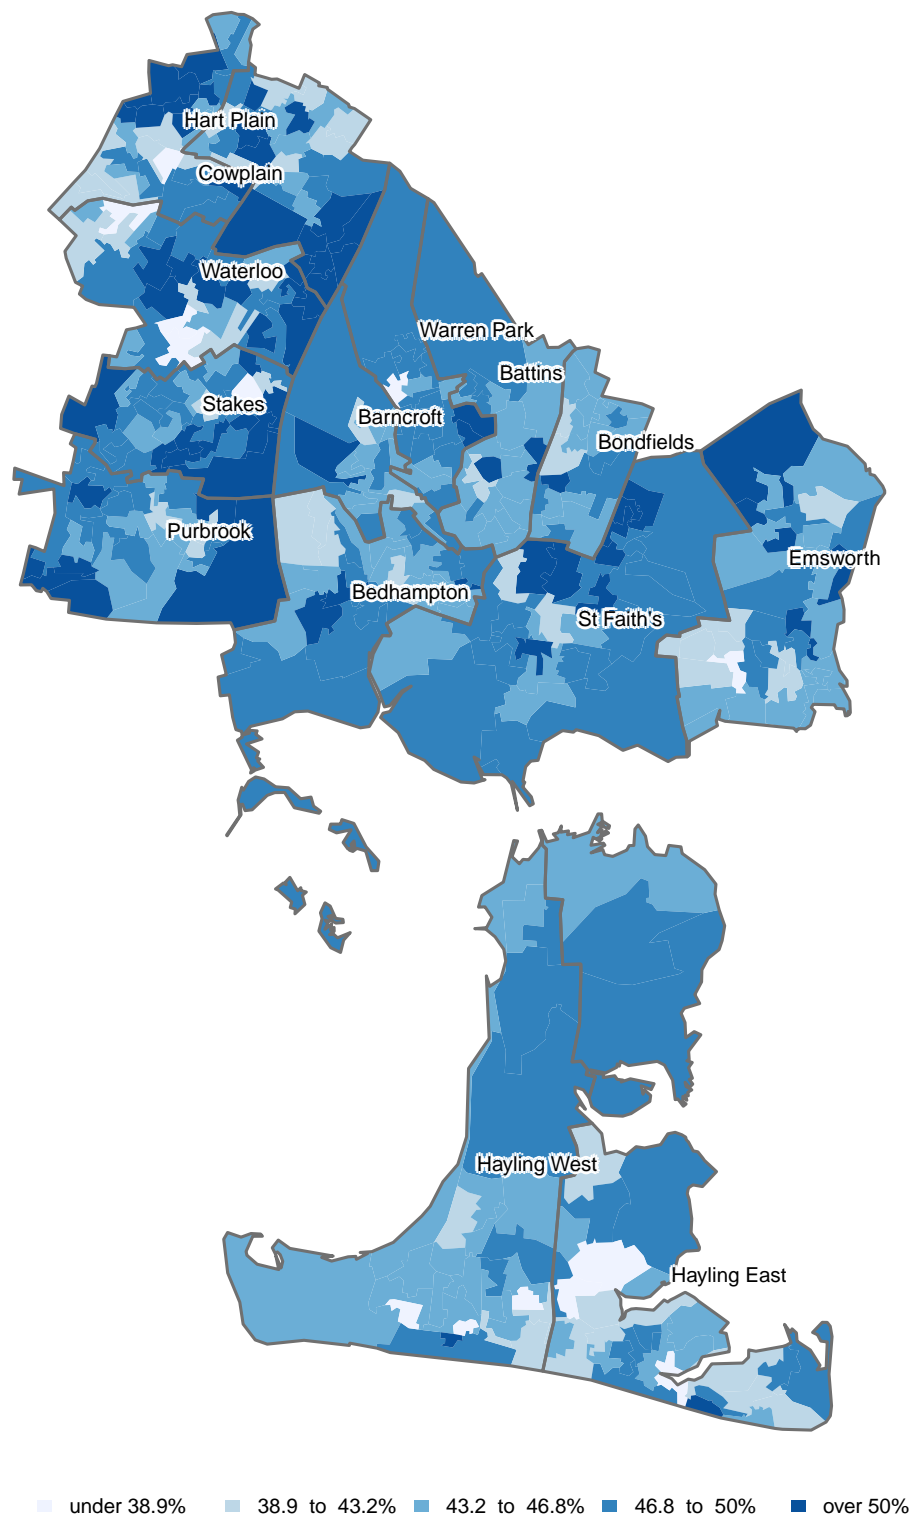 Hart Plain
Cowplain
Waterloo
Warren Park
Battins
Stakes
Barncroft
Bondfields
Purbrook
Emsworth
Bedhampton
St Faith's
Hayling West
Hayling East
under 38.9%
38.9 to 43.2%
43.2 to 46.8%
46.8 to 50%
over 50%